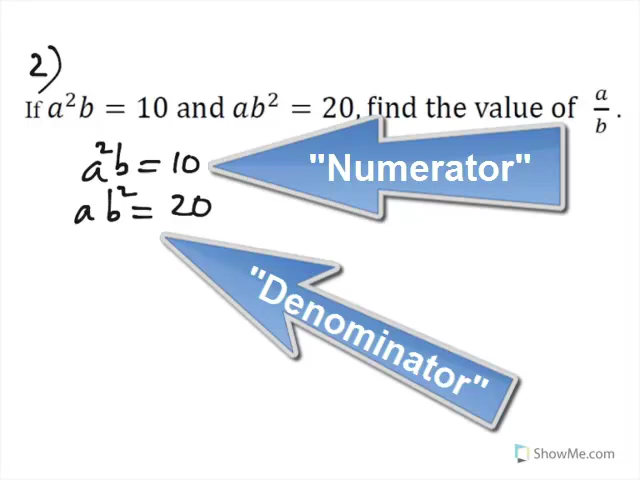 2)
If a²b = 10 and ab² = 20, find the value of a/b.
a²b = 10
"Numerator"
ab² = 20
"Denominator"
ShowMe.com